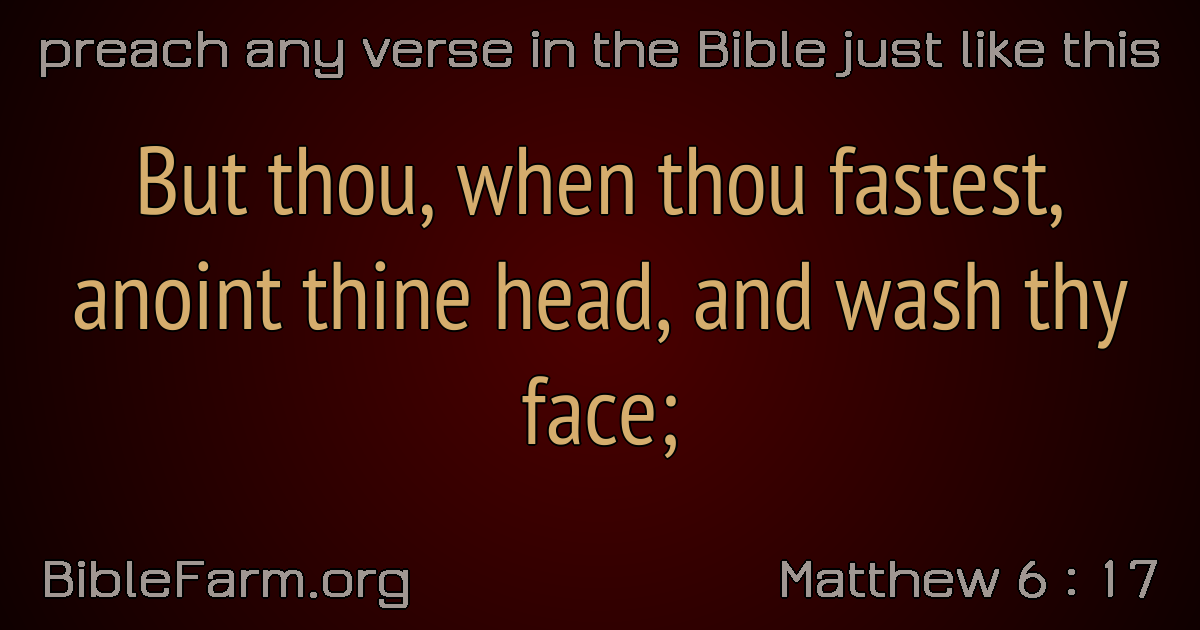 preach any verse in the Bible just like this
But thou, when thou fastest,
anoint thine head, and wash thy
face;
BibleFarm.org
Matthew 6 : 17